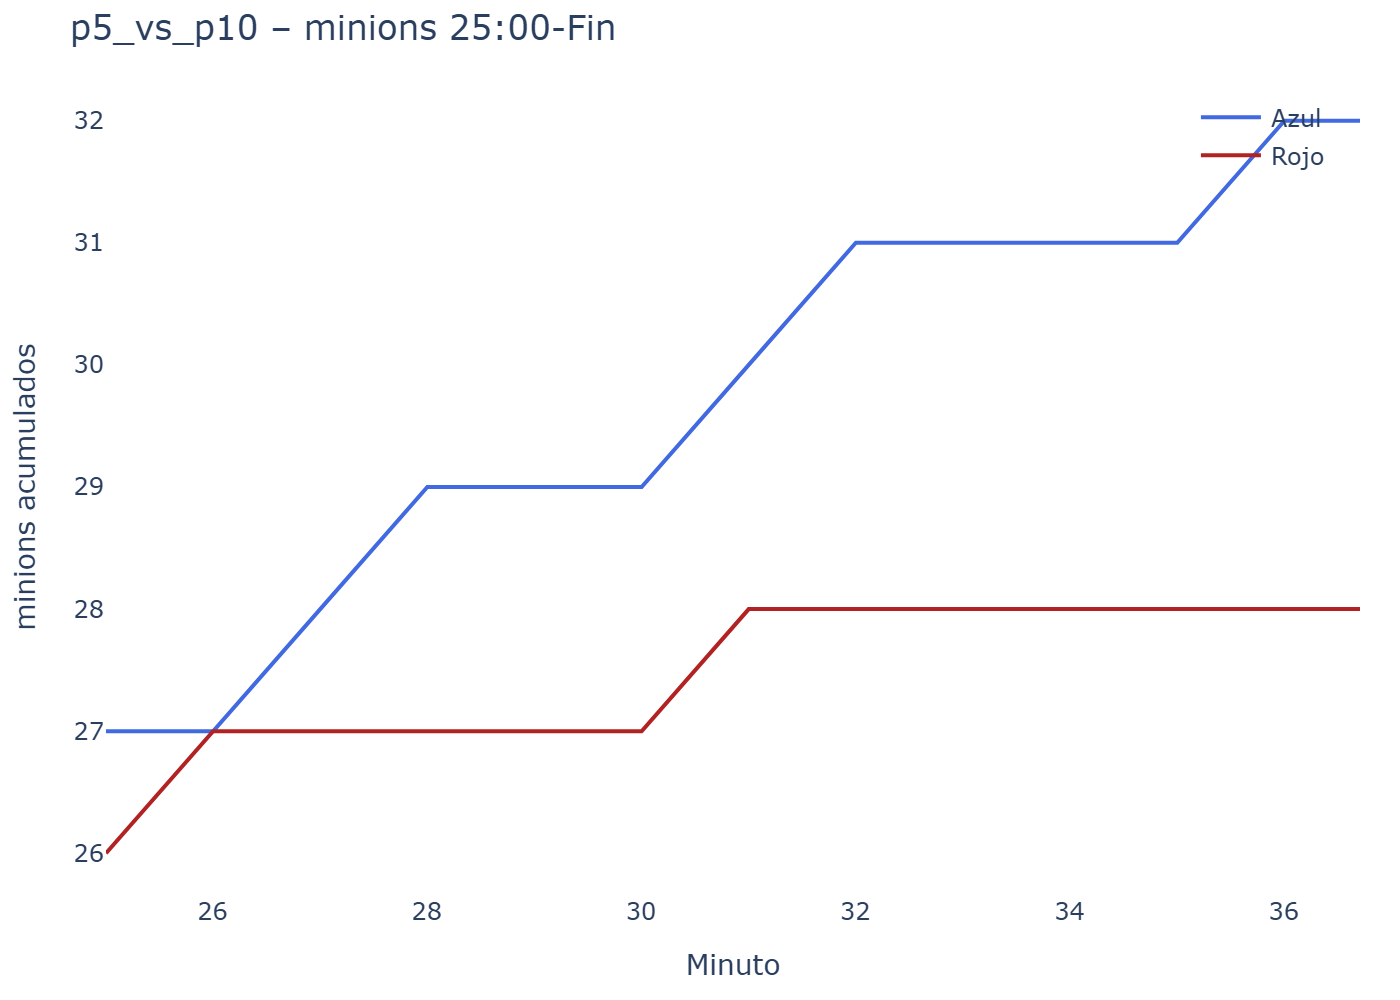 p5_vs_p10 – minions 25:00-Fin
32
31
30
29
28
27
26
minions acumulados
Azul
Rojo
26 28 30 32 34 36
Minuto